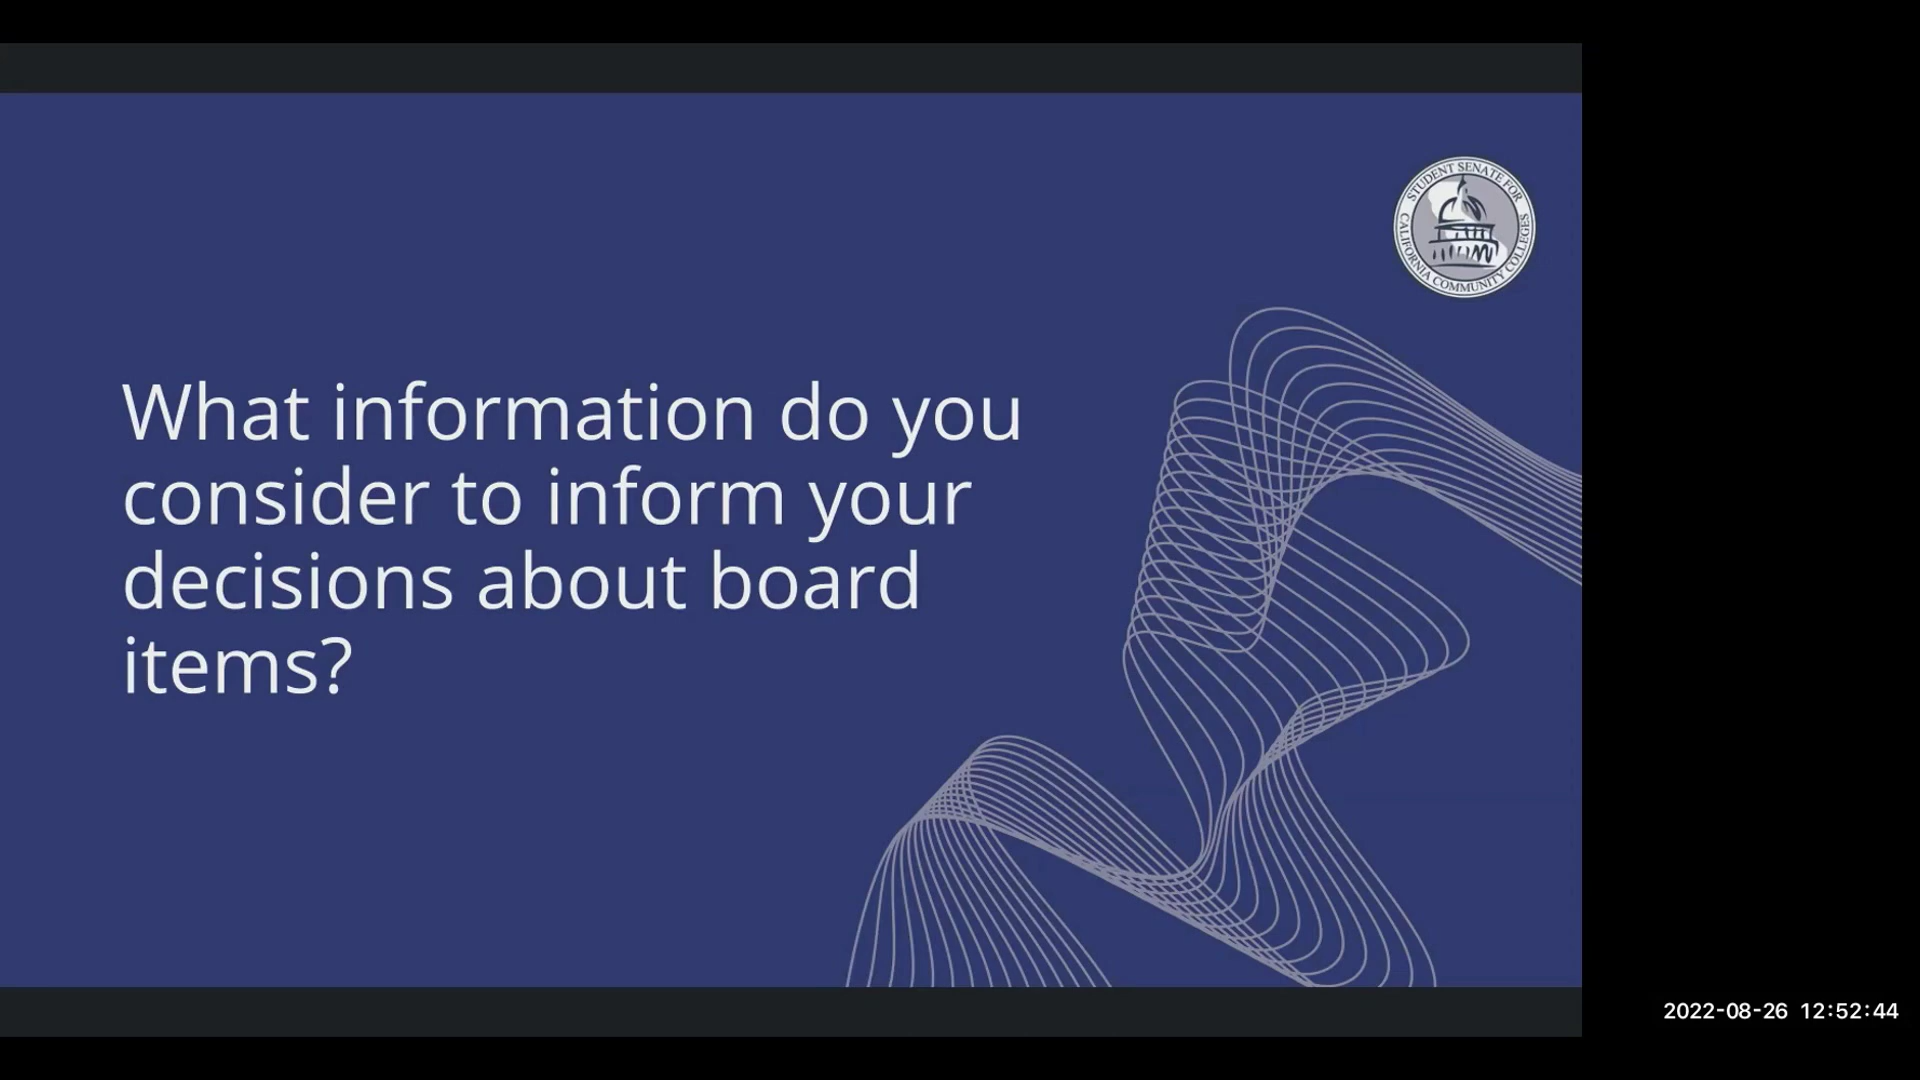 STUDENT SENATE FOR
CALIFORNIA COMMUNITY COLLEGES
What information do you
consider to inform your
decisions about board
items?
2022-08-26 12:52:44